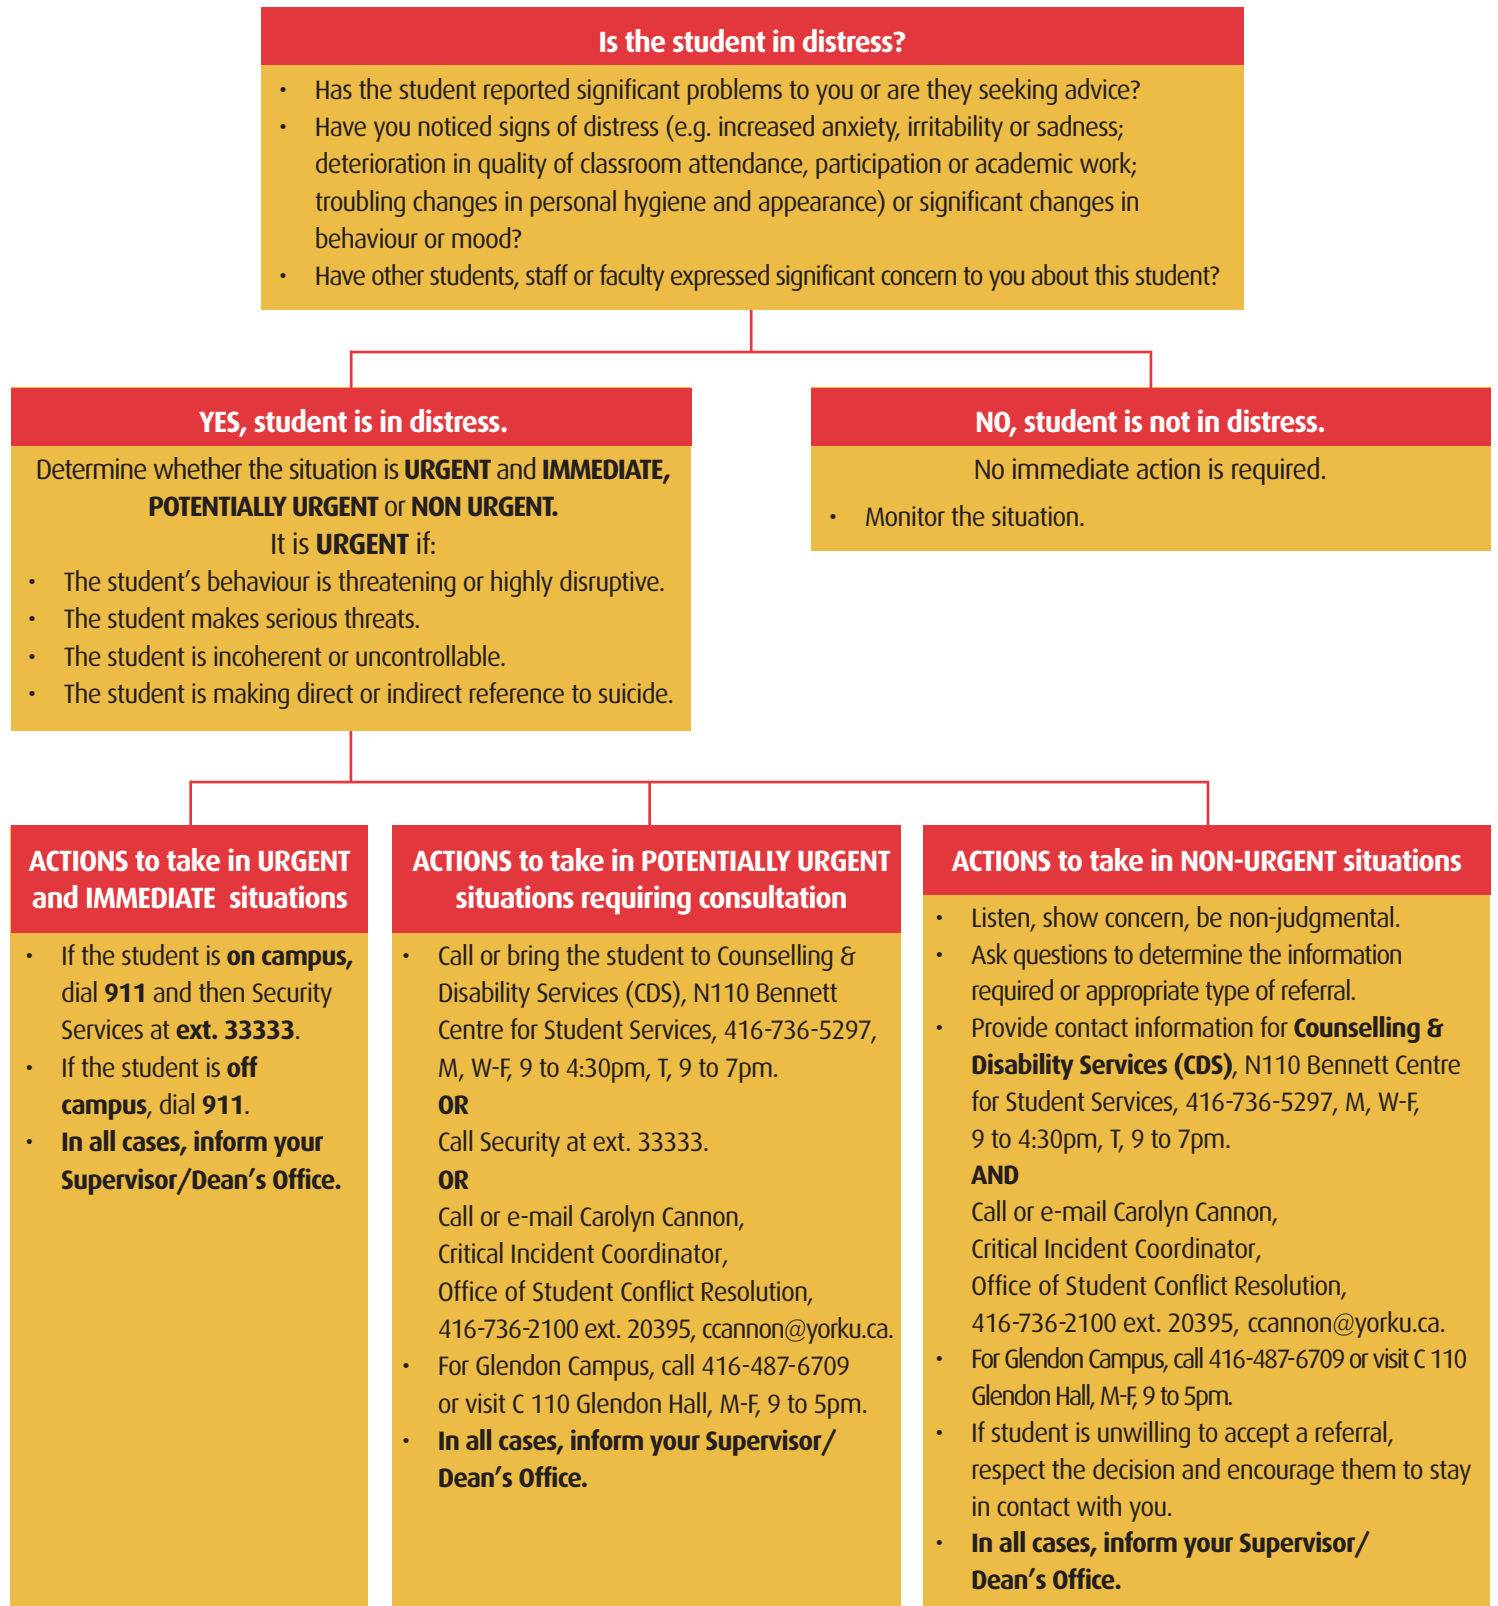 Is the student in distress?
• Has the student reported significant problems to you or are they seeking advice?
• Have you noticed signs of distress (e.g. increased anxiety, irritability or sadness;
deterioration in quality of classroom attendance, participation or academic work;
troubling changes in personal hygiene and appearance) or significant changes in
behaviour or mood?
• Have other students, staff or faculty expressed significant concern to you about this student?
YES, student is in distress.
Determine whether the situation is URGENT and IMMEDIATE,
POTENTIALLY URGENT or NON URGENT.
It is URGENT if:
• The student’s behaviour is threatening or highly disruptive.
• The student makes serious threats.
• The student is incoherent or uncontrollable.
• The student is making direct or indirect reference to suicide.
NO, student is not in distress.
No immediate action is required.
• Monitor the situation.
ACTIONS to take in URGENT
and IMMEDIATE situations
• If the student is on campus,
dial 911 and then Security
Services at ext. 33333.
• If the student is off
campus, dial 911.
• In all cases, inform your
Supervisor/Dean’s Office.
ACTIONS to take in POTENTIALLY URGENT
situations requiring consultation
• Call or bring the student to Counselling &
Disability Services (CDS), N110 Bennett
Centre for Student Services, 416-736-5297,
M, W-F, 9 to 4:30pm, T, 9 to 7pm.
OR
Call Security at ext. 33333.
OR
Call or e-mail Carolyn Cannon,
Critical Incident Coordinator,
Office of Student Conflict Resolution,
416-736-2100 ext. 20395, ccannon@yorku.ca.
• For Glendon Campus, call 416-487-6709
or visit C 110 Glendon Hall, M-F, 9 to 5pm.
• In all cases, inform your Supervisor/
Dean’s Office.
ACTIONS to take in NON-URGENT situations
• Listen, show concern, be non-judgmental.
• Ask questions to determine the information
required or appropriate type of referral.
• Provide contact information for Counselling &
Disability Services (CDS), N110 Bennett Centre
for Student Services, 416-736-5297, M, W-F,
9 to 4:30pm, T, 9 to 7pm.
AND
Call or e-mail Carolyn Cannon,
Critical Incident Coordinator,
Office of Student Conflict Resolution,
416-736-2100 ext. 20395, ccannon@yorku.ca.
• For Glendon Campus, call 416-487-6709 or visit C 110
Glendon Hall, M-F, 9 to 5pm.
• If student is unwilling to accept a referral,
respect the decision and encourage them to stay
in contact with you.
• In all cases, inform your Supervisor/
Dean’s Office.